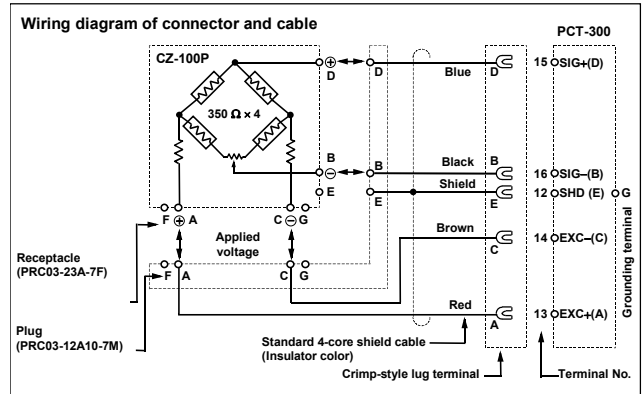 Wiring diagram of connector and cable
PCT-300
CZ-100P
350 Ω × 4
D
D
Blue
D
15 SIG+(D)
B
B
Black
B
16 SIG–(B)
E
E
Shield
E
12 SHD (E)
G
F A
C G
Applied
voltage
Brown
C
14 EXC–(C)
Grounding terminal
Receptacle
(PRC03-23A-7F)
F A
C G
Plug
(PRC03-12A10-7M)
Red
A
13 EXC+(A)
Standard 4-core shield cable
(Insulator color)
Crimp-style lug terminal
Terminal No.